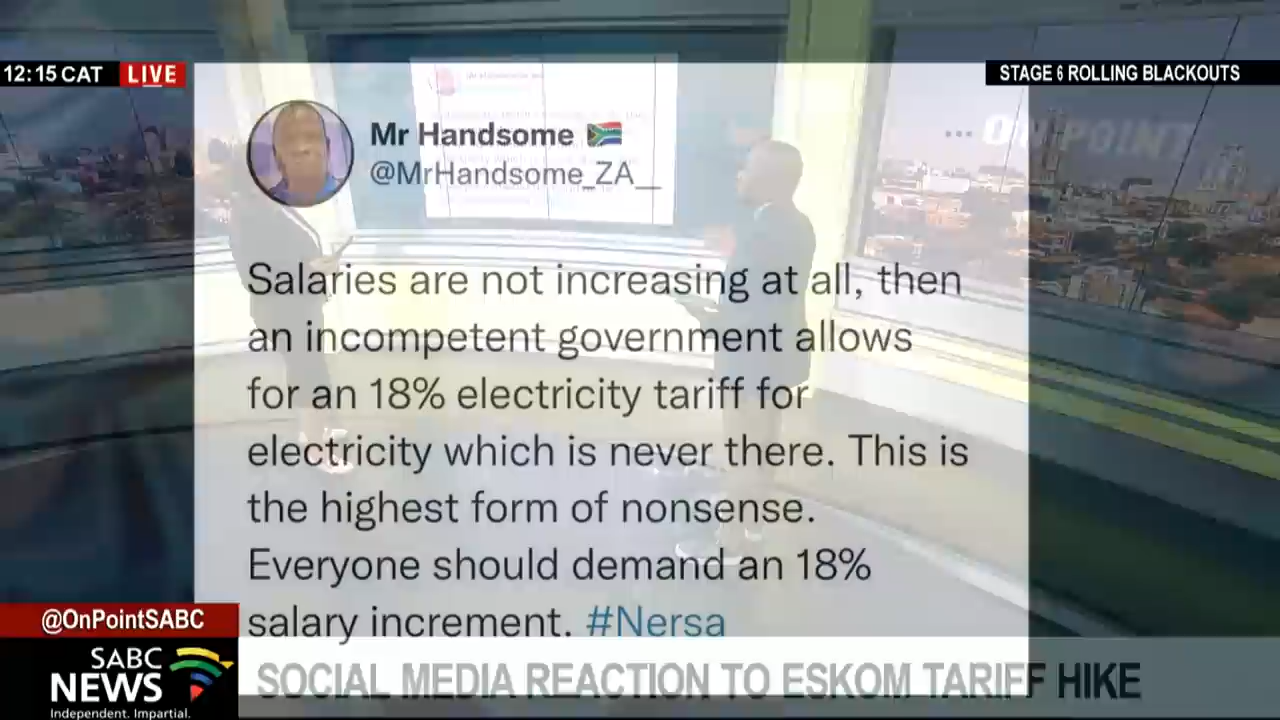 12:15 CAT LIVE
STAGE 6 ROLLING BLACKOUTS
ON POINT
Mr Handsome 🇿🇦
@MrHandsome_ZA__
Salaries are not increasing at all, then
an incompetent government allows
for an 18% electricity tariff for
electricity which is never there. This is
the highest form of nonsense.
Everyone should demand an 18%
salary increment. #Nersa
@OnPointSABC
SABC
NEWS
Independent. Impartial.
SOCIAL MEDIA REACTION TO ESKOM TARIFF HIKE